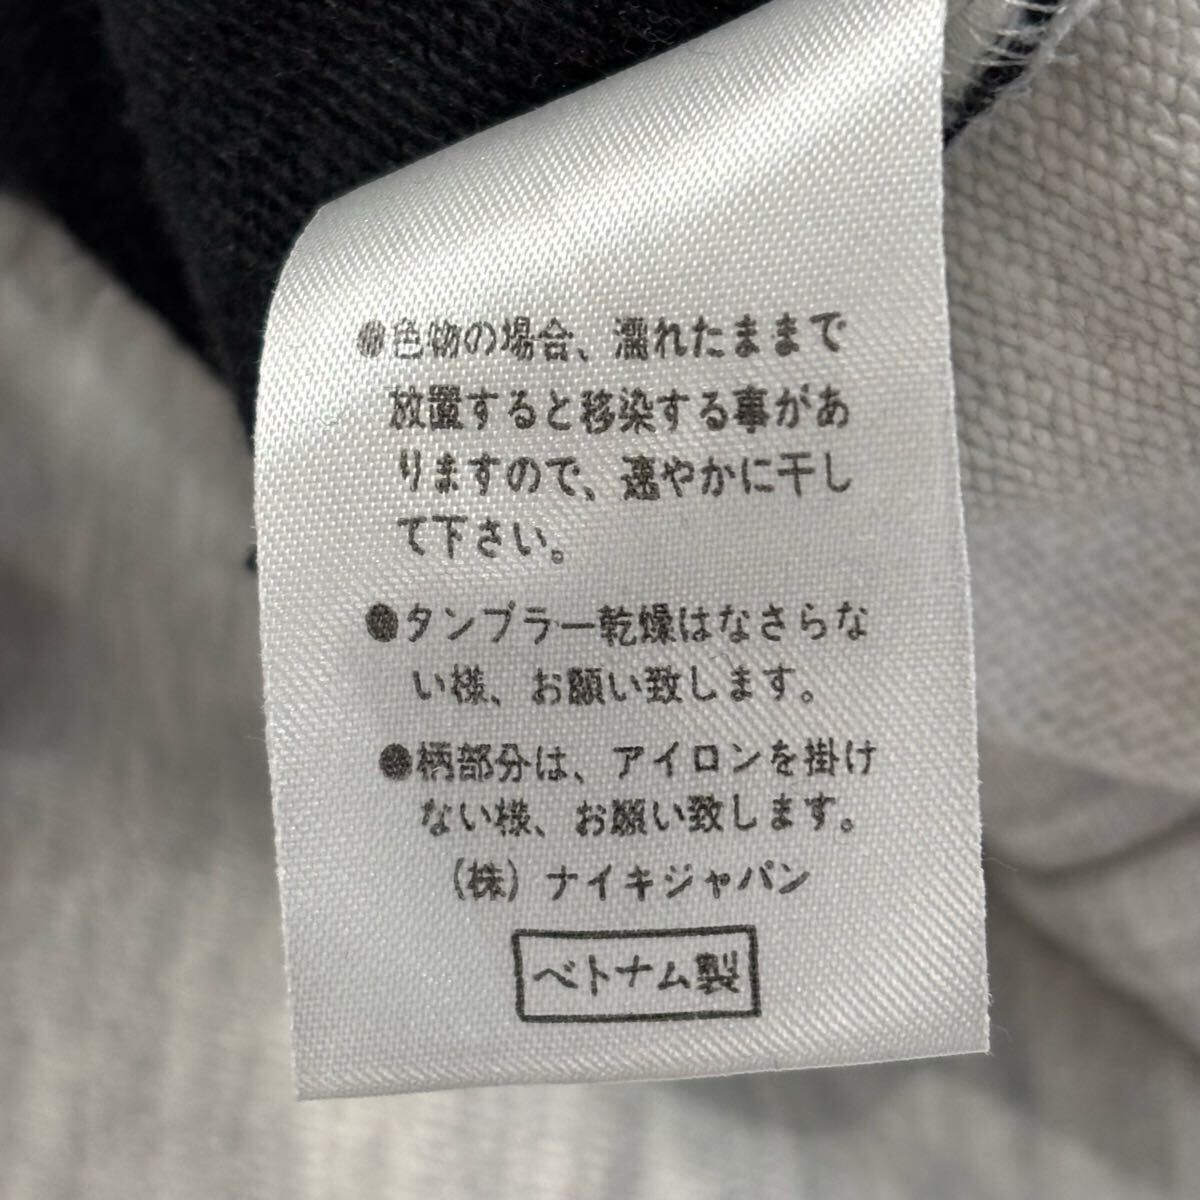 ●色物の場合、濡れたままで
放置すると移染する事があ
りますので、速やかに干し
て下さい。
●タンブラー乾燥はなさらな
い様、お願い致します。
●柄部分は、アイロンを掛け
ない様、お願い致します。
(株)ナイキジャパン
ベトナム製